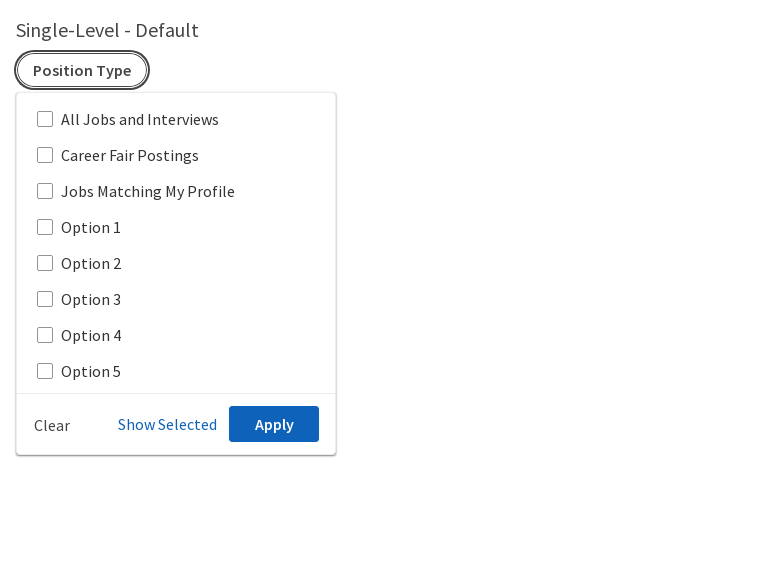 Single-Level - Default
Position Type
All Jobs and Interviews
Career Fair Postings
Jobs Matching My Profile
Option 1
Option 2
Option 3
Option 4
Option 5
Clear Show Selected Apply